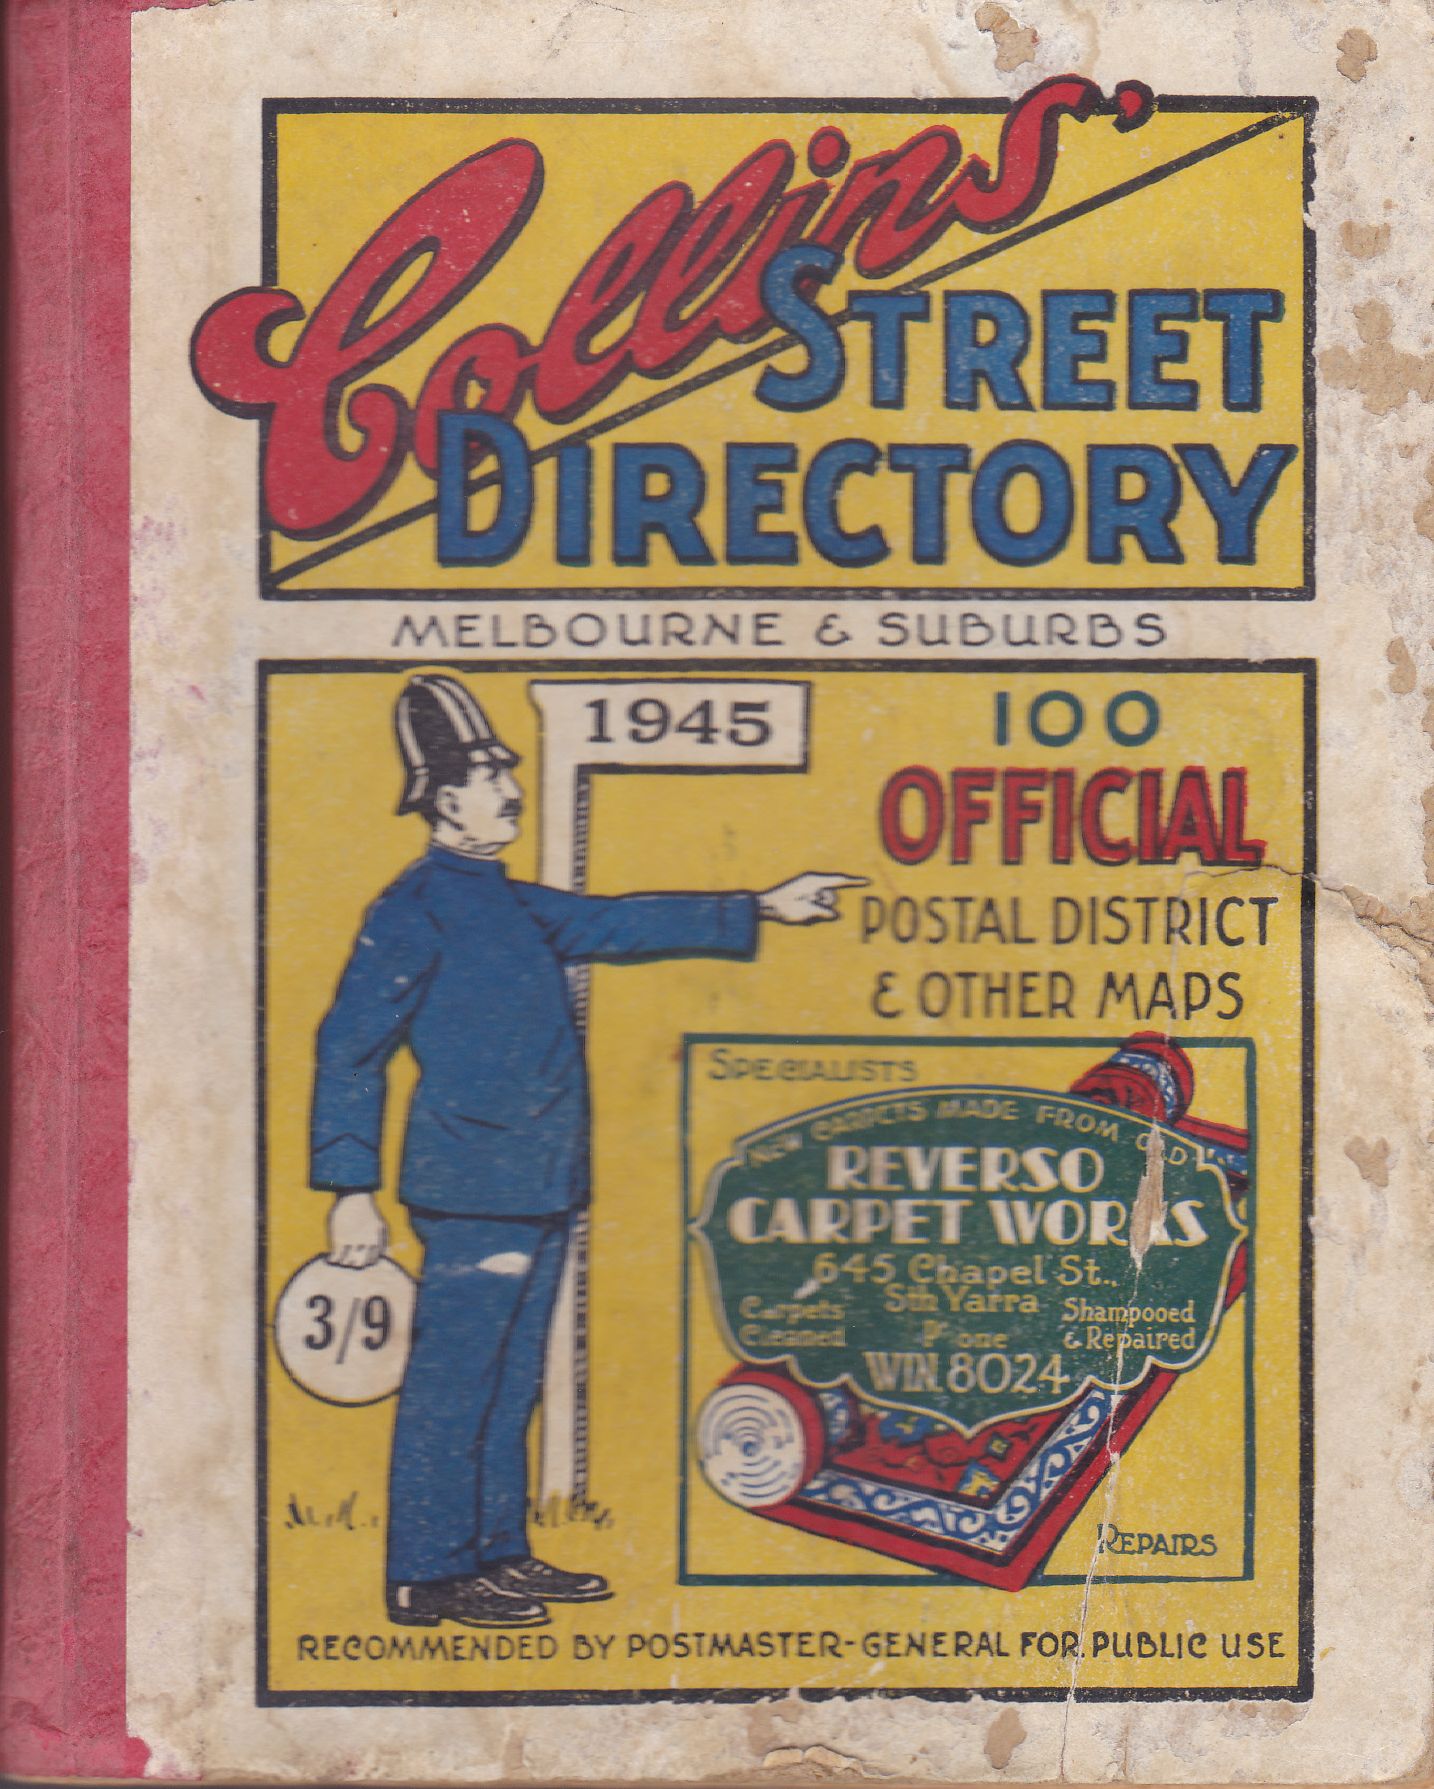 Collins'
STREET
DIRECTORY
MELBOURNE & SUBURBS
1945
100
OFFICIAL
POSTAL DISTRICT
& OTHER MAPS
3/9
SPECIALISTS
NEW CARPETS MADE FROM OLD
REVERSO
CARPET WORKS
645 Chapel St.,
Sth Yarra
Carpets
Cleaned
Phone
Shampooed
& Repaired
WIN. 8024
REPAIRS
RECOMMENDED BY POSTMASTER-GENERAL FOR PUBLIC USE